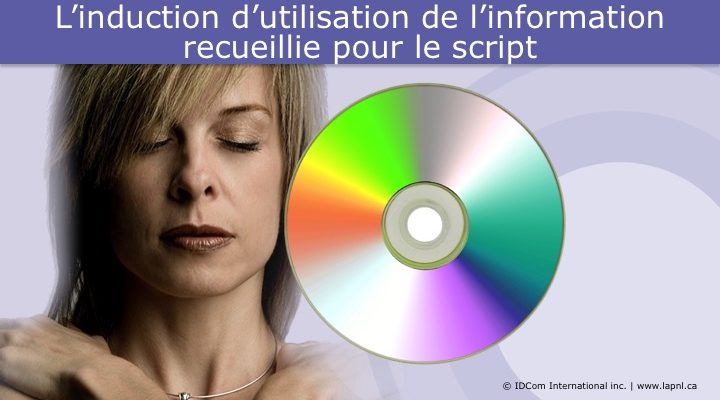 L’induction d’utilisation de l’information
recueillie pour le script
© IDCom International inc. | www.lapnl.ca